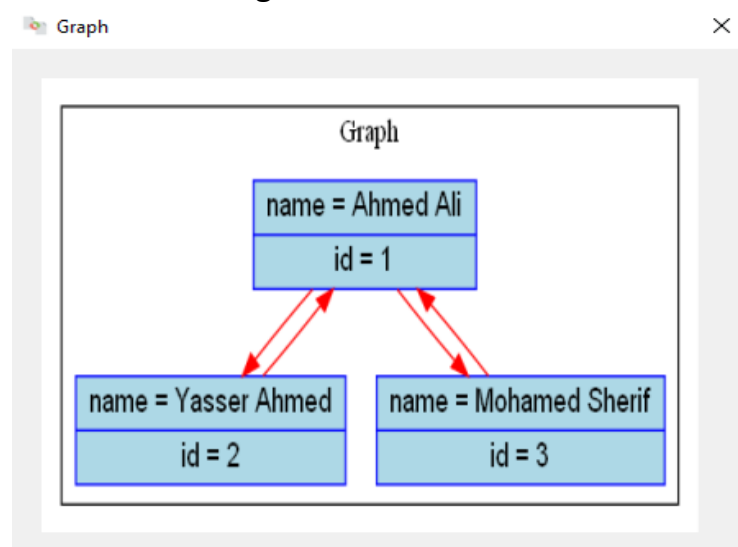 Graph
Graph
name = Ahmed Ali
id = 1
name = Yasser Ahmed
id = 2
name = Mohamed Sherif
id = 3